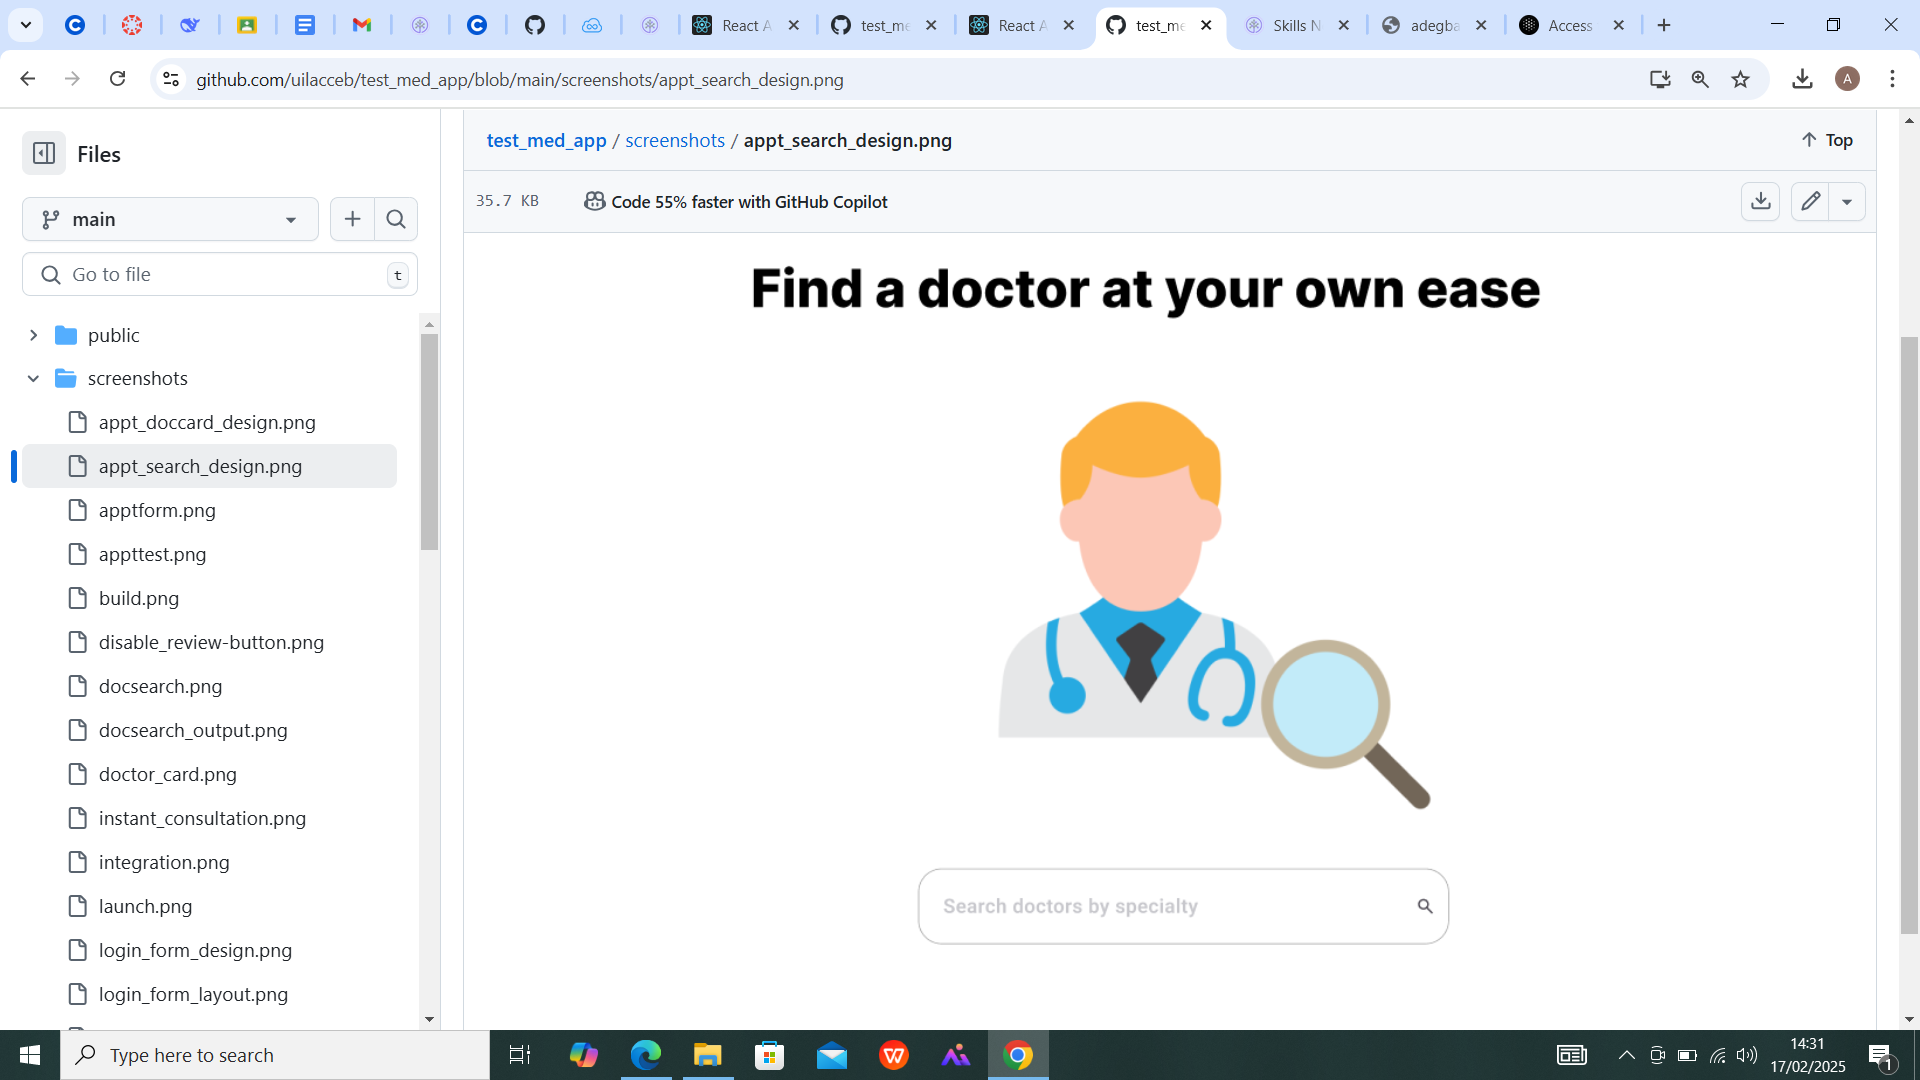 React A
test_me
React A
test_me
Skills N
adegba
Access
github.com/uilacceb/test_med_app/blob/main/screenshots/appt_search_design.png
A
Files
main
Go to file
t
public
screenshots
appt_doccard_design.png
appt_search_design.png
apptform.png
appttest.png
build.png
disable_review-button.png
docsearch.png
docsearch_output.png
doctor_card.png
instant_consultation.png
integration.png
launch.png
login_form_design.png
login_form_layout.png
test_med_app / screenshots / appt_search_design.png
Top
35.7 KB
Code 55% faster with GitHub Copilot
Find a doctor at your own ease
Search doctors by specialty
Type here to search
14:31
17/02/2025
1